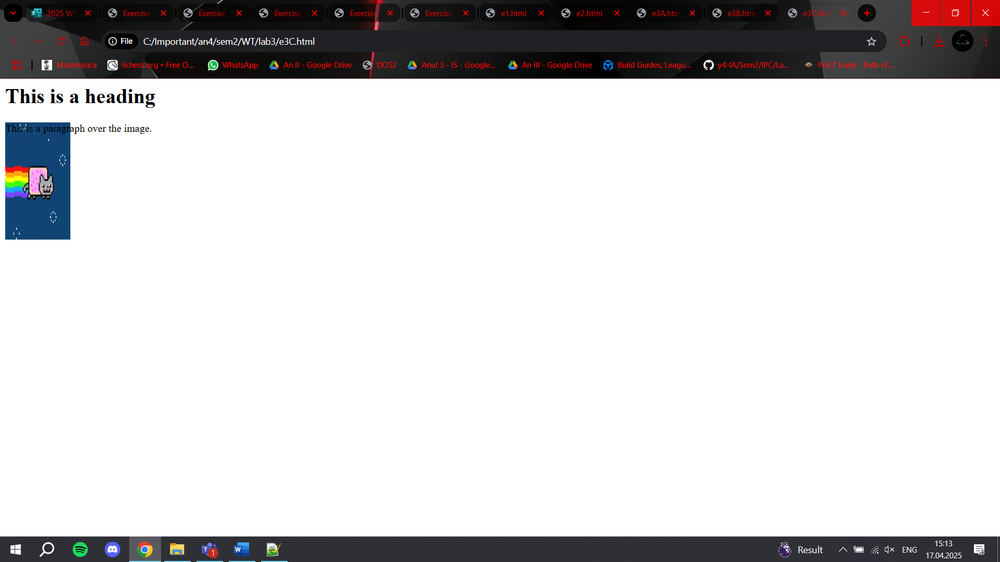 2025 WT Exercise Exercise Exercise Exercise Exercise e1.html e2.html e3A.htm e3B.htm e3C.htm
File C:/Important/an4/sem2/WT/lab3/e3C.html
Matematica lichess.org • Free O... WhatsApp An II - Google Drive DOS2 Anul 3 - IS - Google... An III - Google Drive Build Guides, Leagu... y4-IA/Sem2/IPC/La... PoE2 Trade - Path of...
This is a heading
This is a paragraph over the image.
1 Result ENG 15:13
17.04.2025